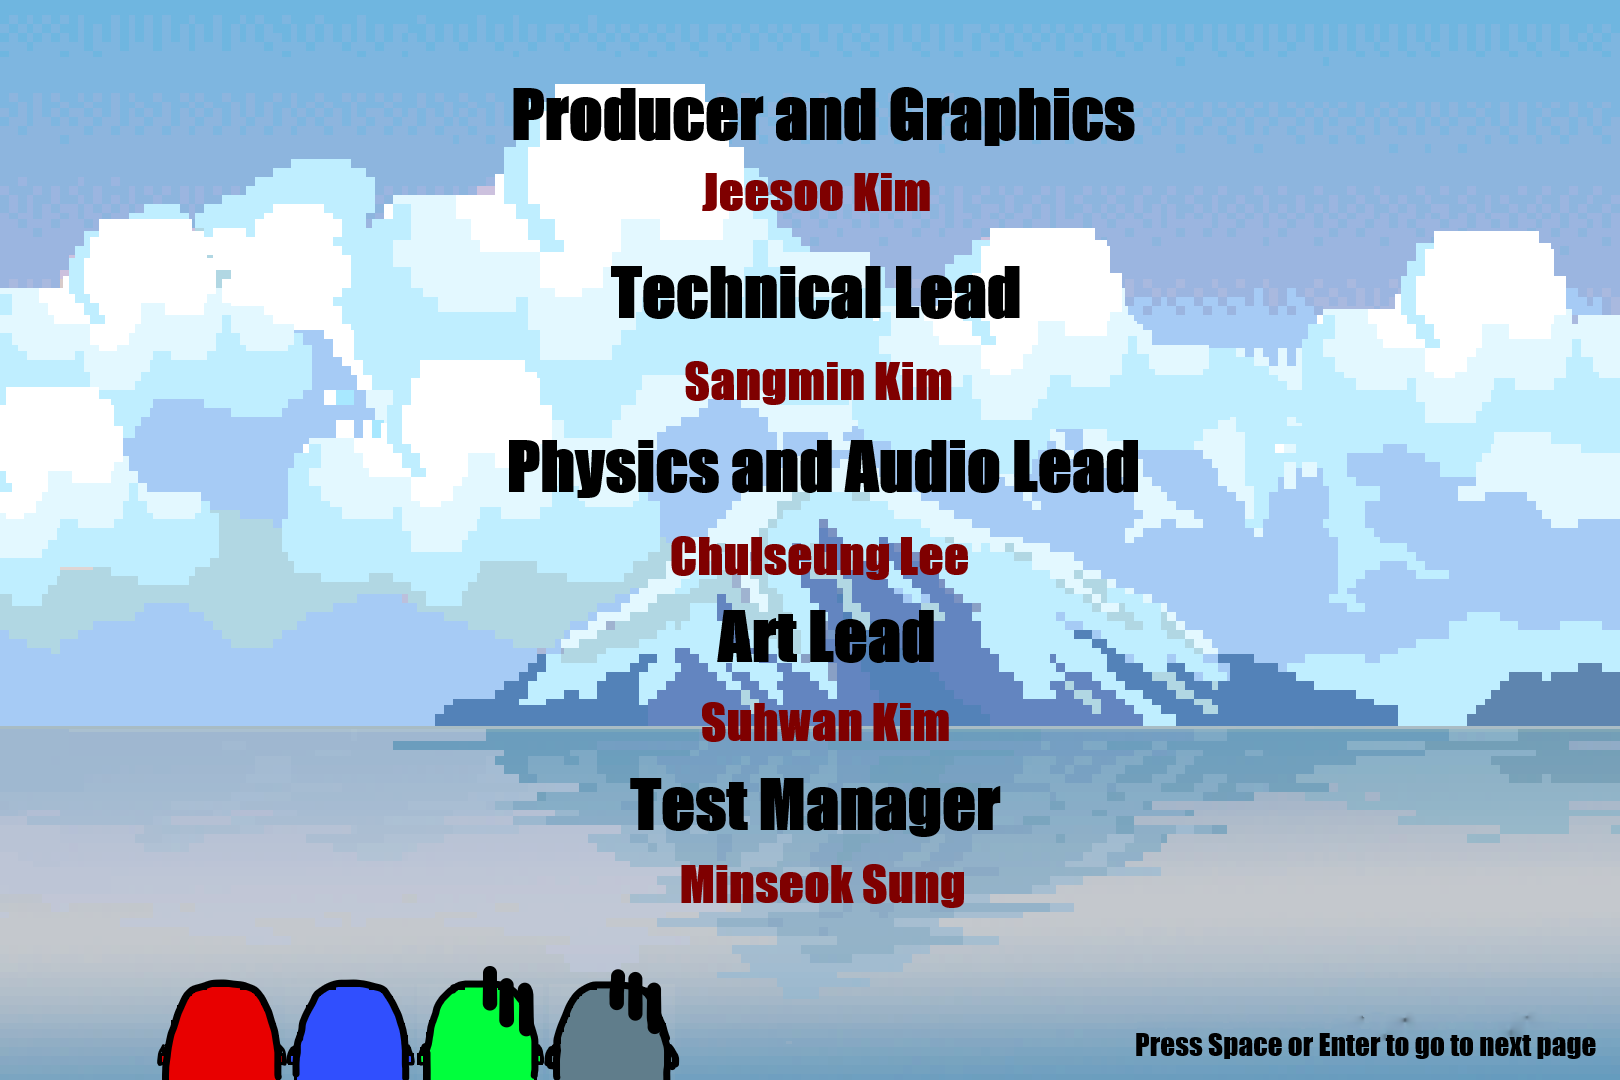 Producer and Graphics
Jeesoo Kim
Technical Lead
Sangmin Kim
Physics and Audio Lead
Chulseung Lee
Art Lead
Suhwan Kim
Test Manager
Minseok Sung
Press Space or Enter to go to next page